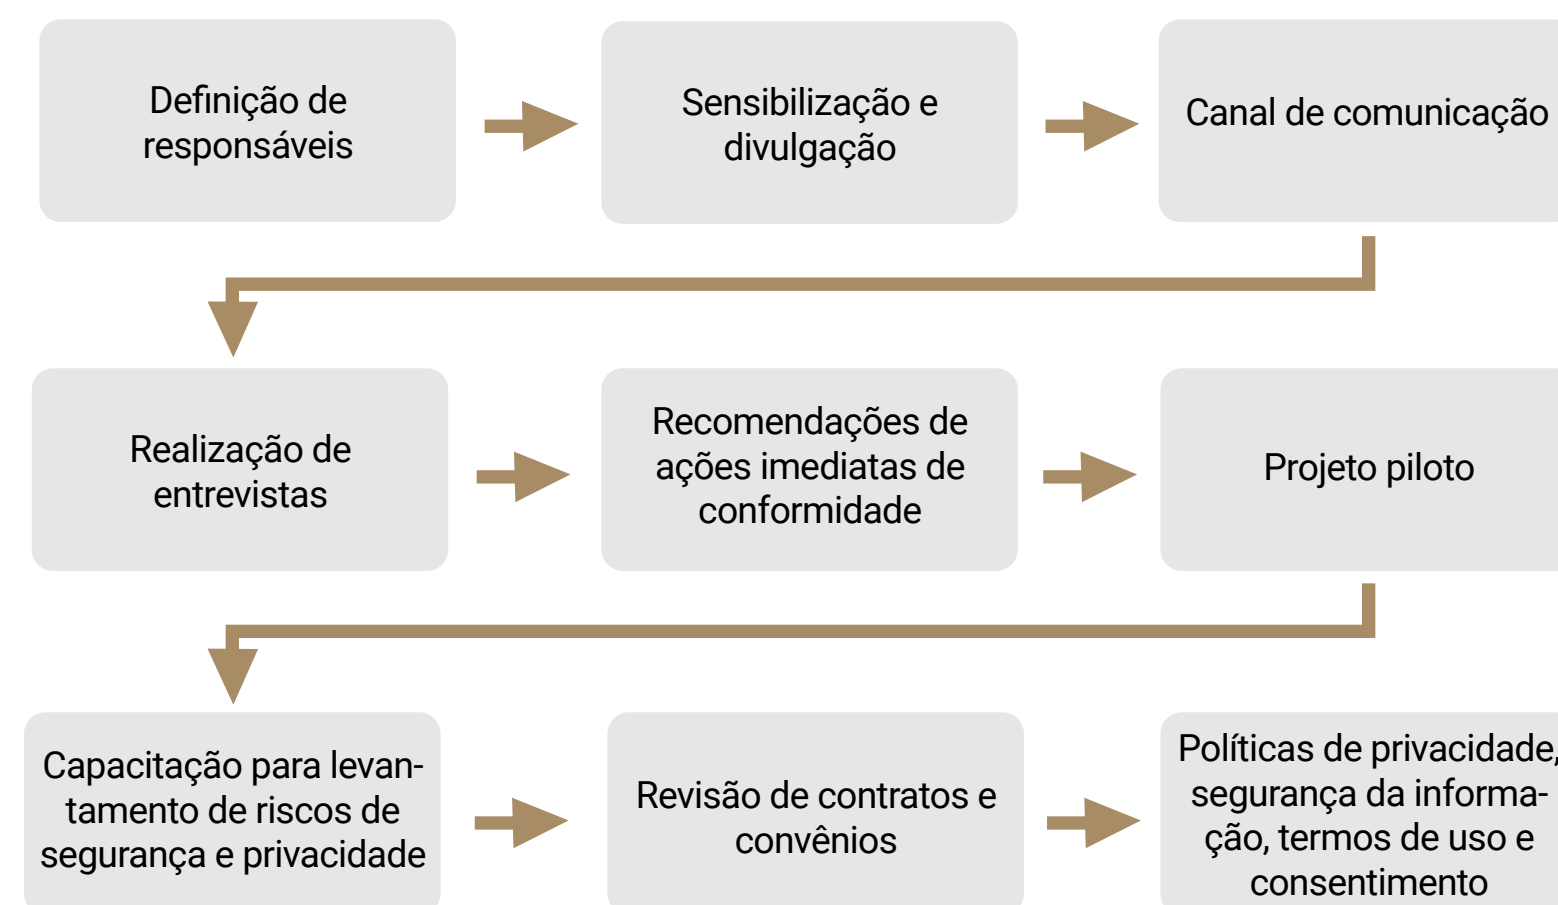 Definição de
responsáveis
Sensibilização e
divulgação
Canal de comunicação
Realização de
entrevistas
Recomendações de
ações imediatas de
conformidade
Projeto piloto
Capacitação para levan-
tamento de riscos de
segurança e privacidade
Revisão de contratos e
convênios
Políticas de privacidade,
segurança da informa-
ção, termos de uso e
consentimento